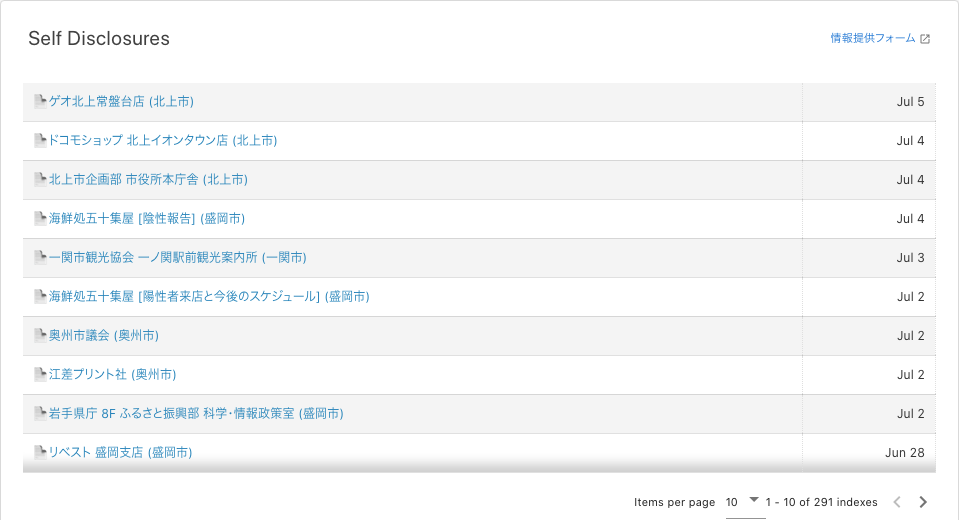 Self Disclosures
情報提供フォーム
ゲオ北上常盤台店 (北上市) Jul 5
ドコモショップ 北上イオンタウン店 (北上市) Jul 4
北上市企画部 市役所本庁舎 (北上市) Jul 4
海鮮処五十集屋 [陰性報告] (盛岡市) Jul 4
一関市観光協会 一ノ関駅前観光案内所 (一関市) Jul 3
海鮮処五十集屋 [陽性者来店と今後のスケジュール] (盛岡市) Jul 2
奥州市議会 (奥州市) Jul 2
江差プリント社 (奥州市) Jul 2
岩手県庁 8F ふるさと振興部 科学・情報政策室 (盛岡市) Jul 2
リベスト 盛岡支店 (盛岡市) Jun 28
Items per page 10 1 - 10 of 291 indexes